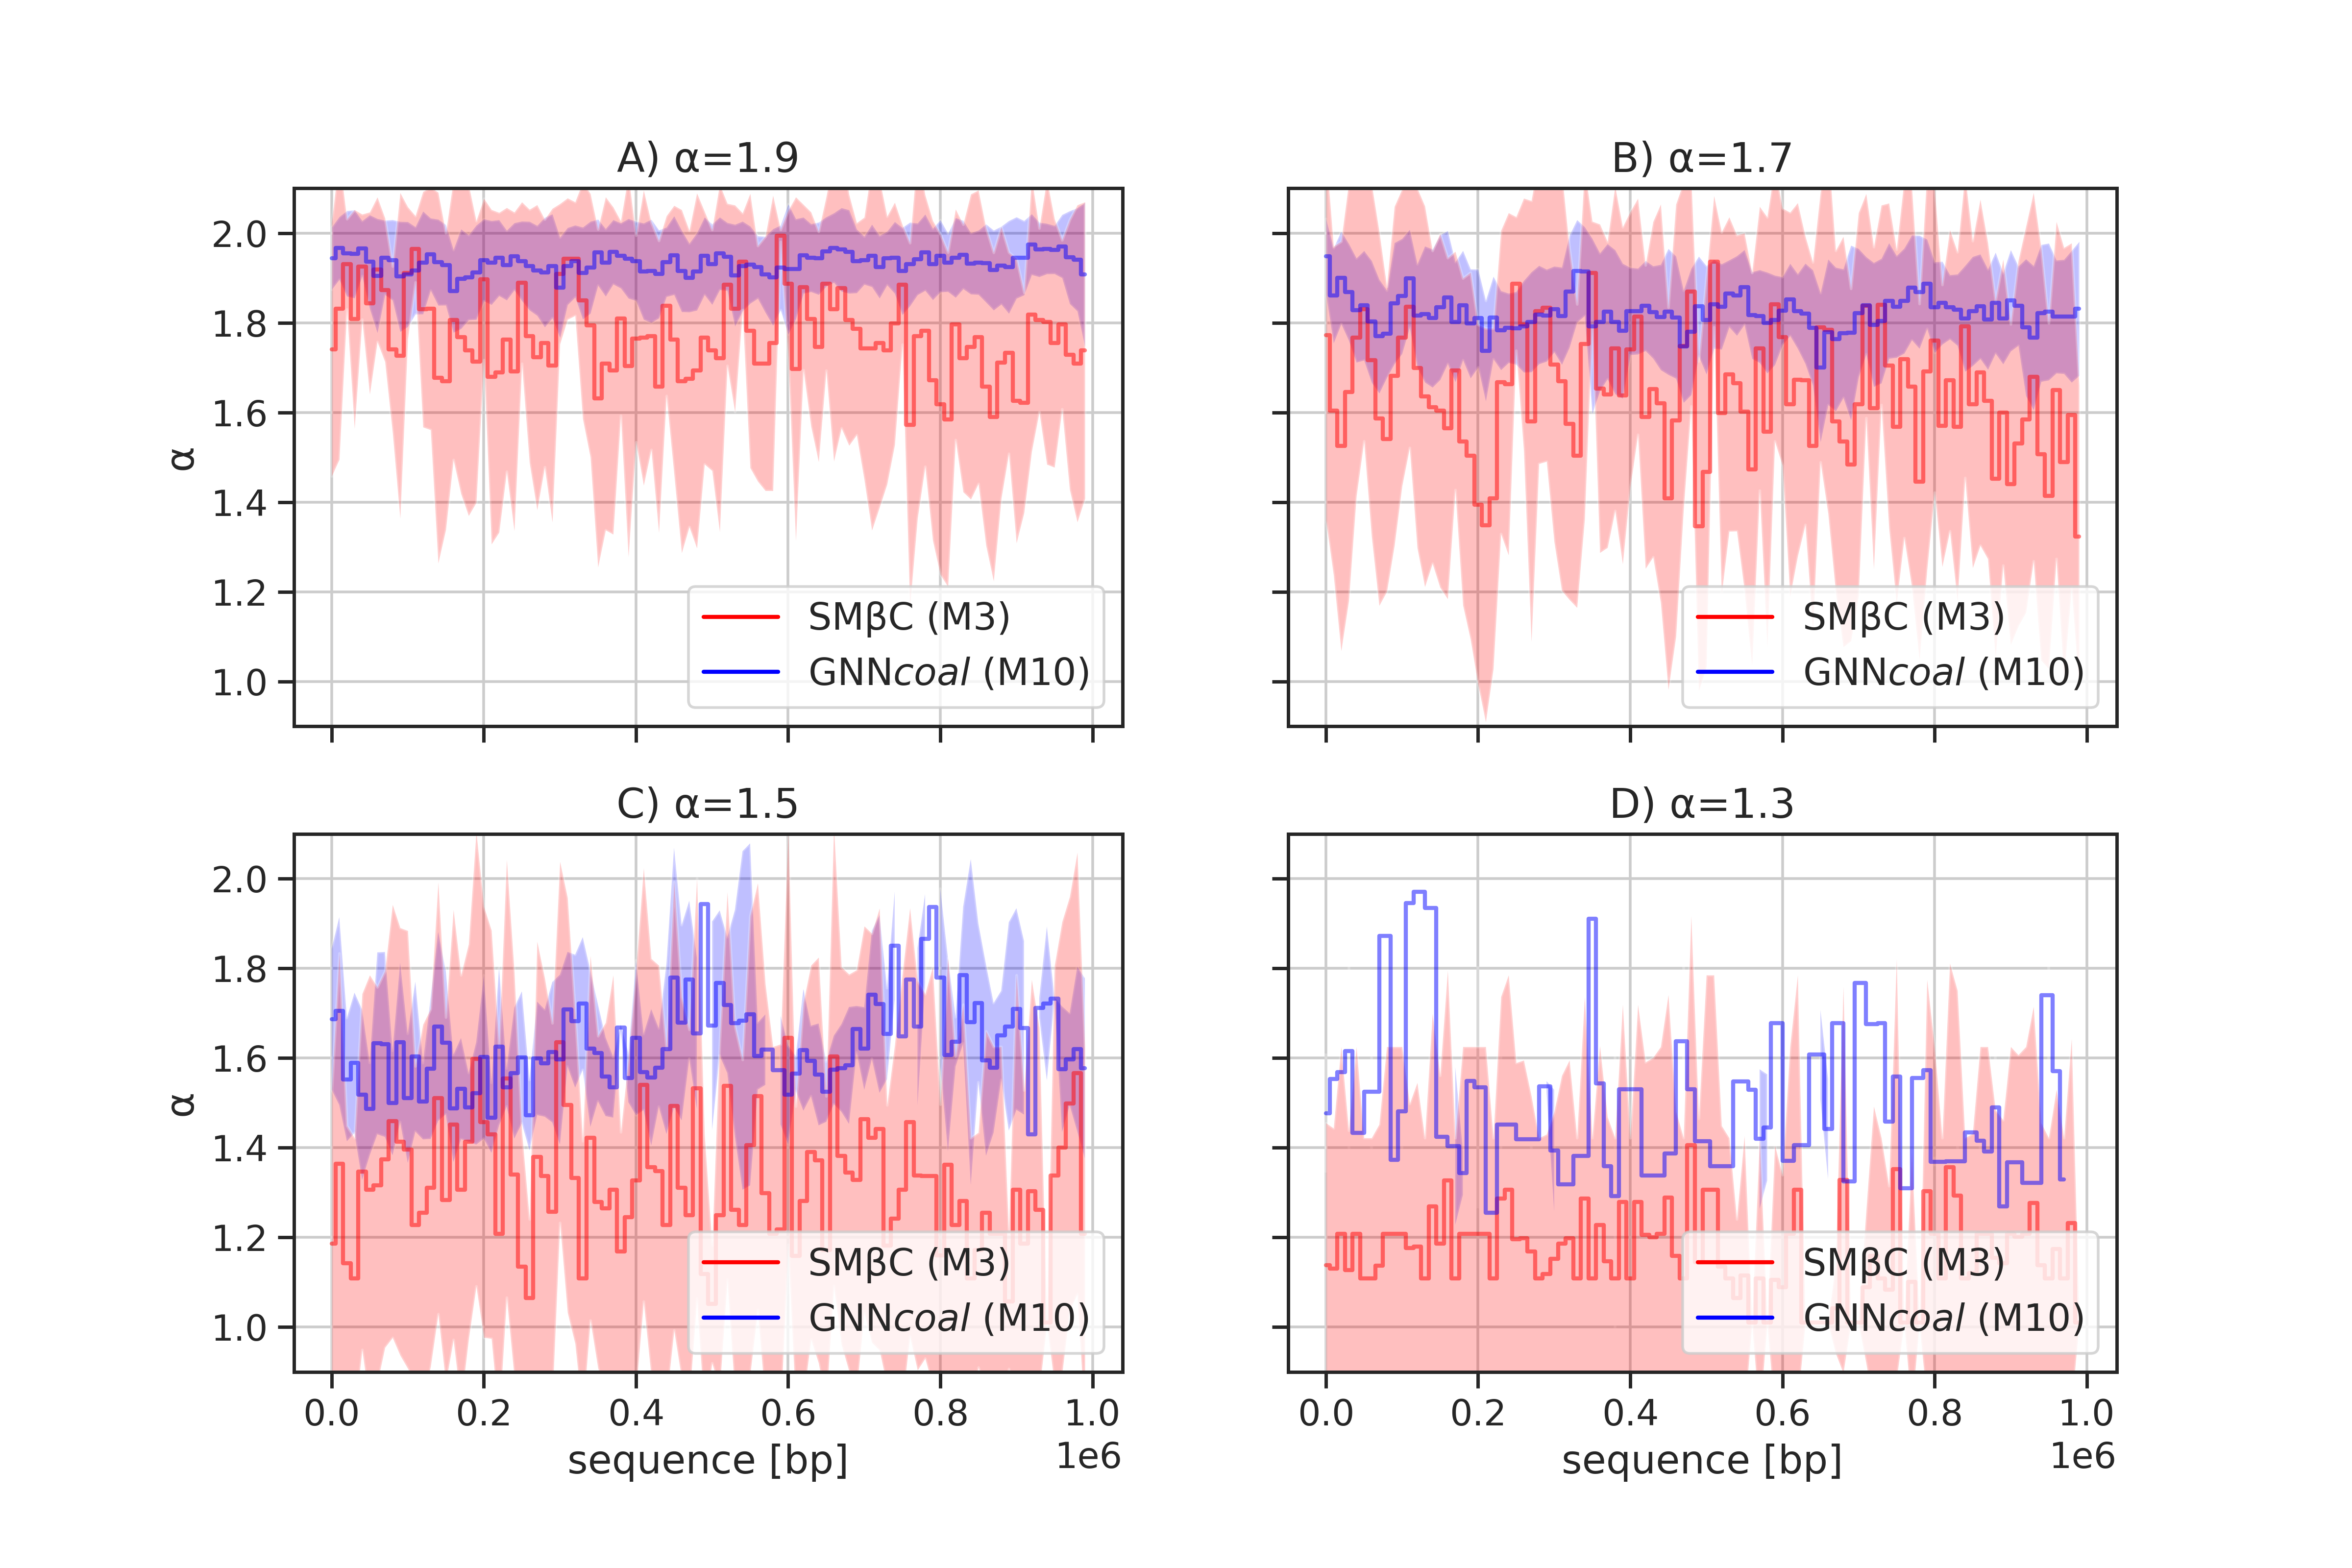 A) α=1.9
B) α=1.7
2.0
1.8
1.6
1.4
1.2
1.0
α
SMβC (M3)
GNNcoal (M10)
SMβC (M3)
GNNcoal (M10)
C) α=1.5
D) α=1.3
2.0
1.8
1.6
1.4
1.2
1.0
α
SMβC (M3)
GNNcoal (M10)
SMβC (M3)
GNNcoal (M10)
0.0 0.2 0.4 0.6 0.8 1.0
1e6
sequence [bp]
0.0 0.2 0.4 0.6 0.8 1.0
1e6
sequence [bp]